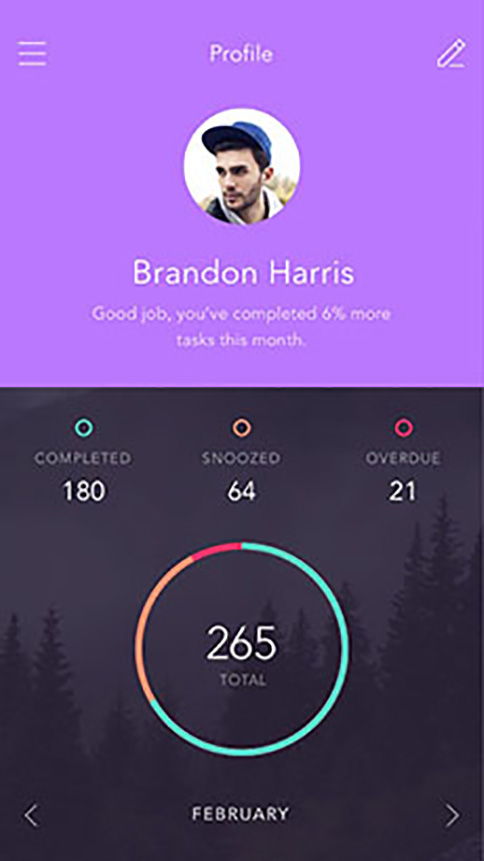 Profile
Brandon Harris
Good job, you've completed 6% more
tasks this month.
COMPLETED
SNOOZED
OVERDUE
180
64
21
265
TOTAL
FEBRUARY